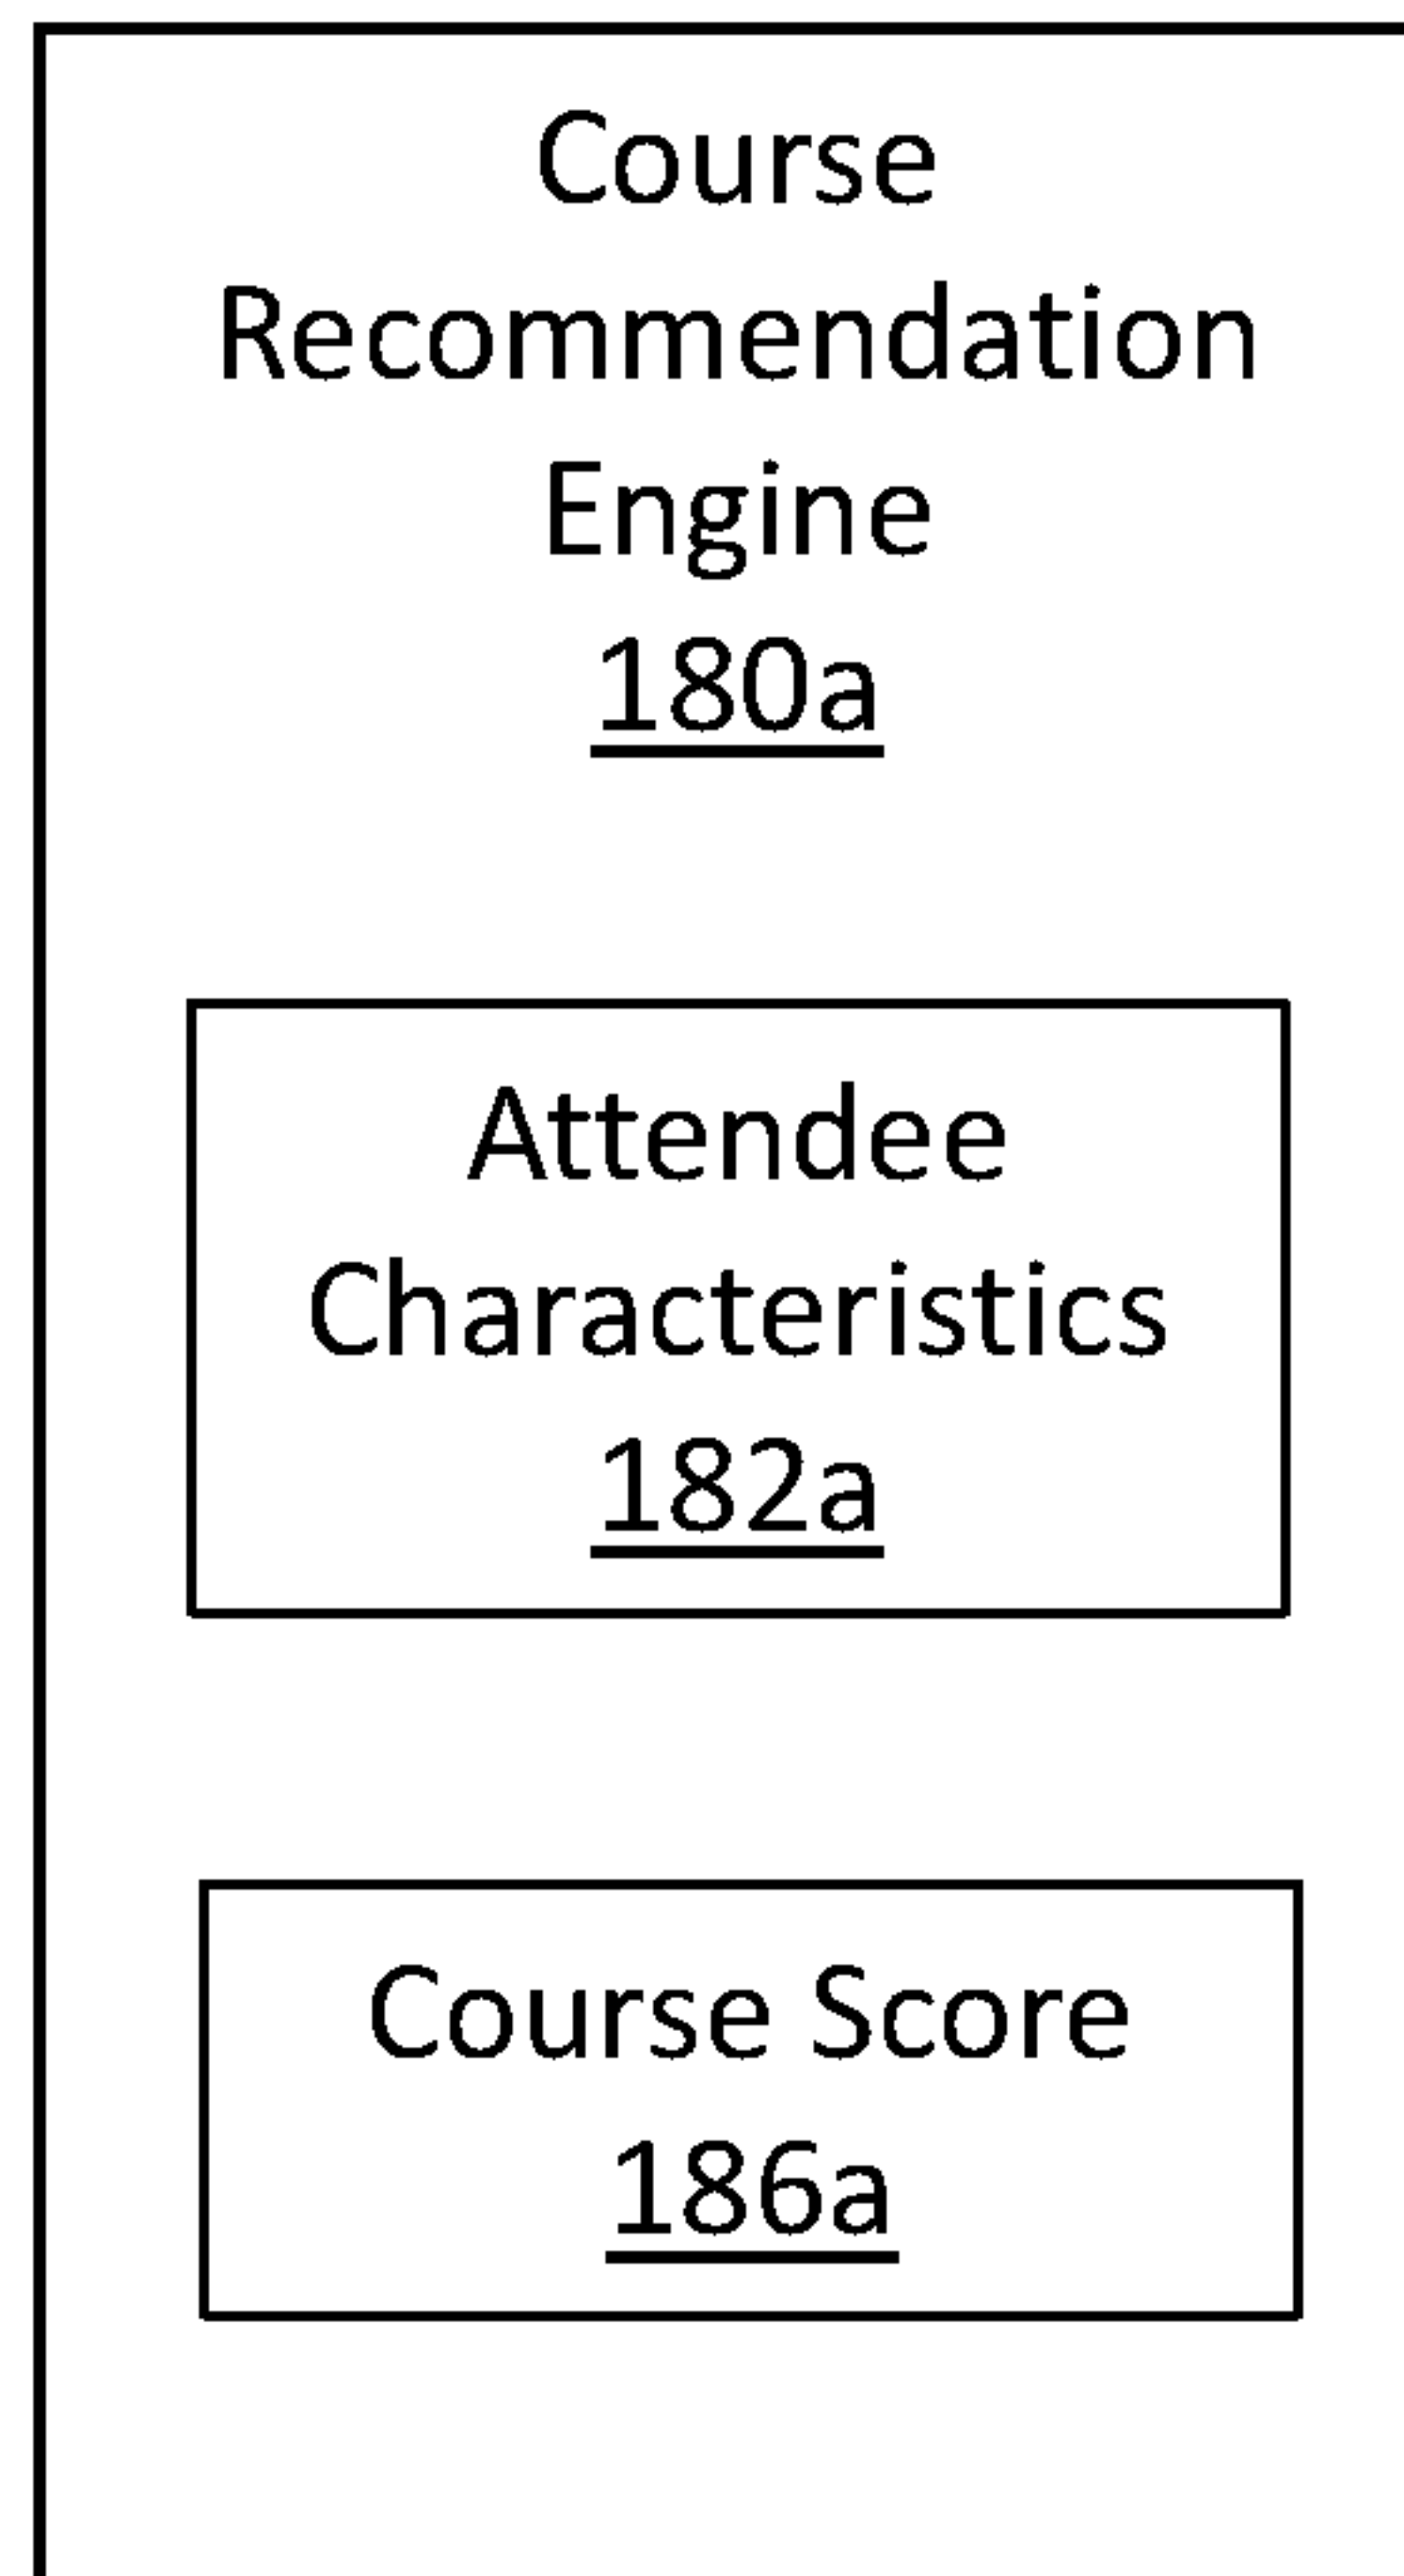 Course
Recommendation
Engine
180a
Attendee
Characteristics
182a
Course Score
186a